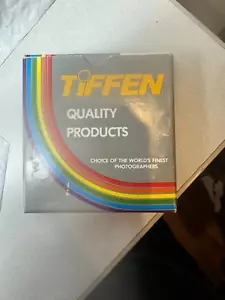 TIFFEN
QUALITY
PRODUCTS
CHOICE OF THE WORLD'S FINEST
PHOTOGRAPHERS